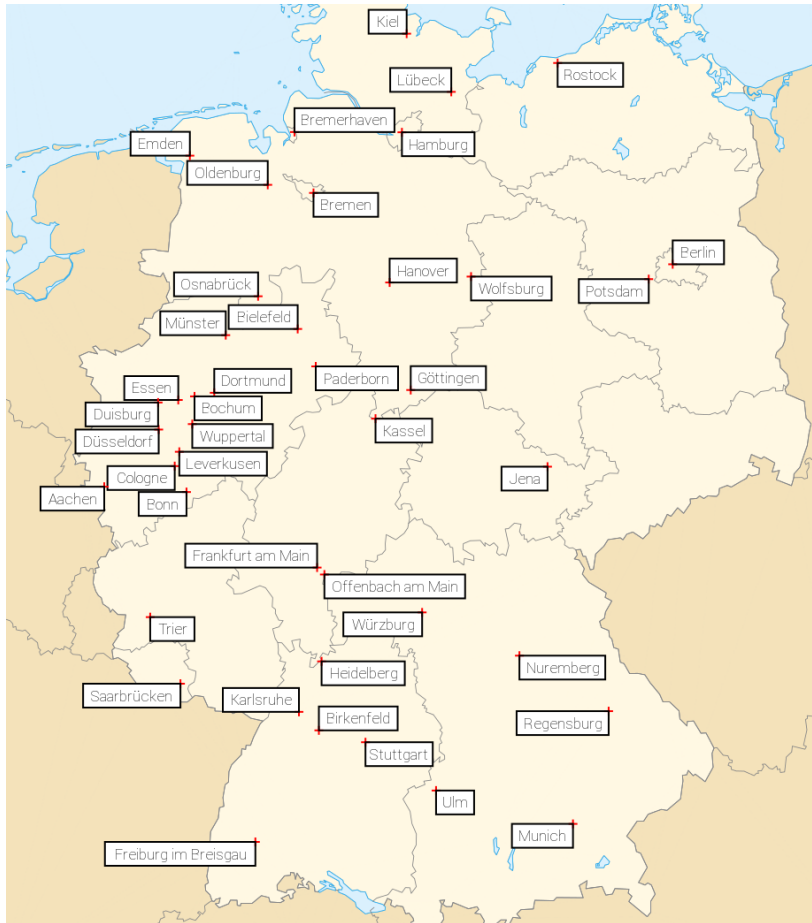 Kiel
Rostock
Lübeck
Bremerhaven
Emden
Hamburg
Oldenburg
Bremen
Berlin
Hanover
Osnabrück
Wolfsburg
Potsdam
Bielefeld
Münster
Dortmund
Paderborn
Göttingen
Essen
Bochum
Duisburg
Kassel
Wuppertal
Düsseldorf
Leverkusen
Cologne
Jena
Aachen
Bonn
Frankfurt am Main
Offenbach am Main
Würzburg
Trier
Nuremberg
Heidelberg
Saarbrücken
Karlsruhe
Birkenfeld
Regensburg
Stuttgart
Ulm
Munich
Freiburg im Breisgau